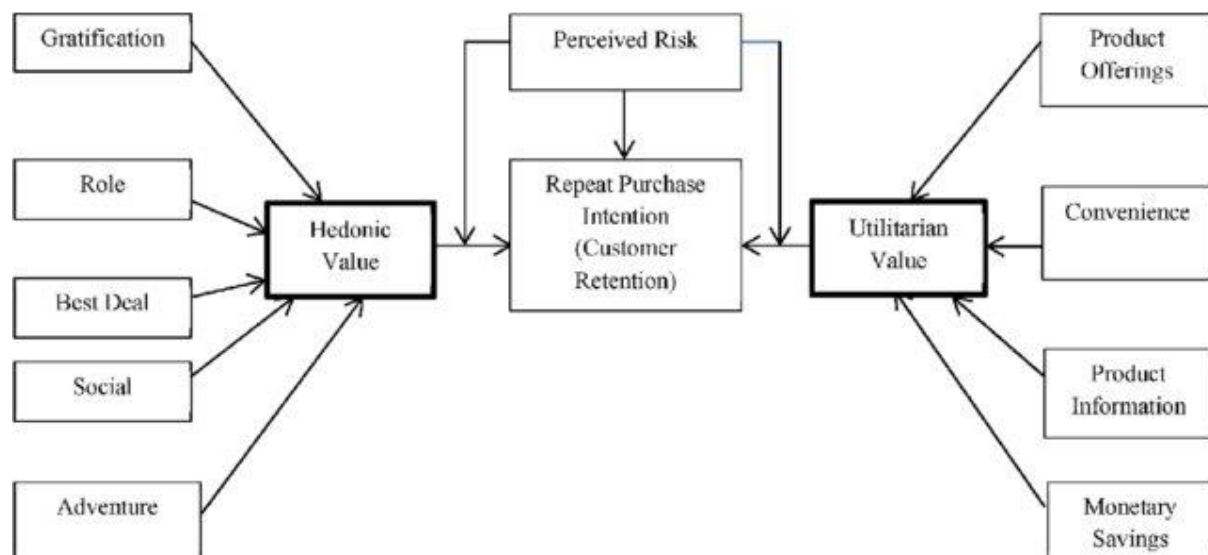 Gratification
Role
Best Deal
Social
Adventure
Hedonic
Value
Perceived Risk
Repeat Purchase
Intention
(Customer
Retention)
Utilitarian
Value
Product
Offerings
Convenience
Product
Information
Monetary
Savings